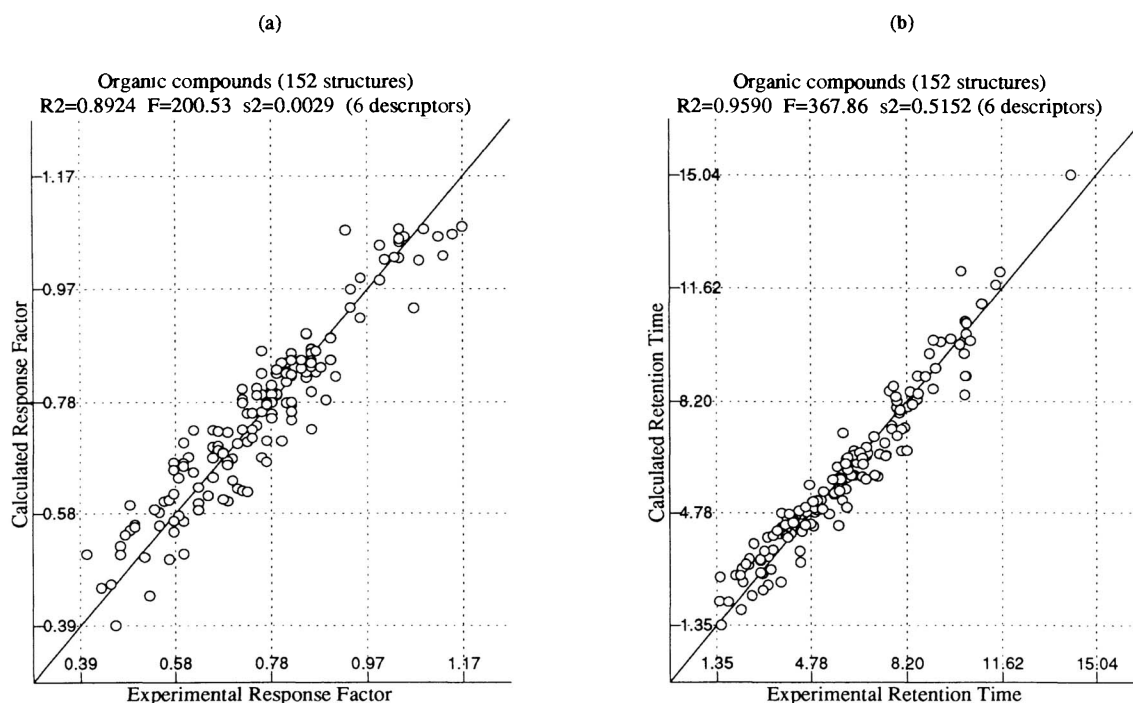 (a)
Organic compounds (152 structures)
R2=0.8924 F=200.53 s2=0.0029 (6 descriptors)
Calculated Response Factor
1.17
0.97
0.78
0.58
0.39
0.39 0.58 0.78 0.97 1.17
Experimental Response Factor
(b)
Organic compounds (152 structures)
R2=0.9590 F=367.86 s2=0.5152 (6 descriptors)
Calculated Retention Time
15.04
11.62
8.20
4.78
1.35
1.35 4.78 8.20 11.62 15.04
Experimental Retention Time